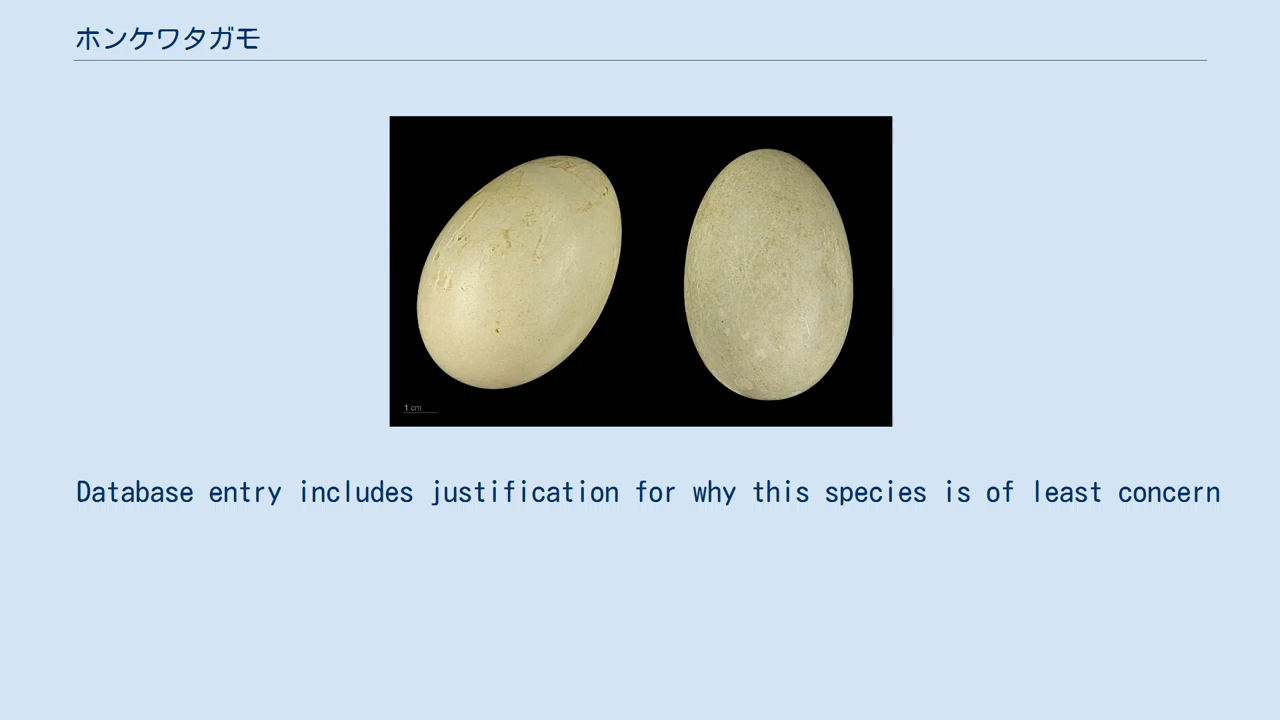 ホンケワタガモ
1 cm
Database entry includes justification for why this species is of least concern